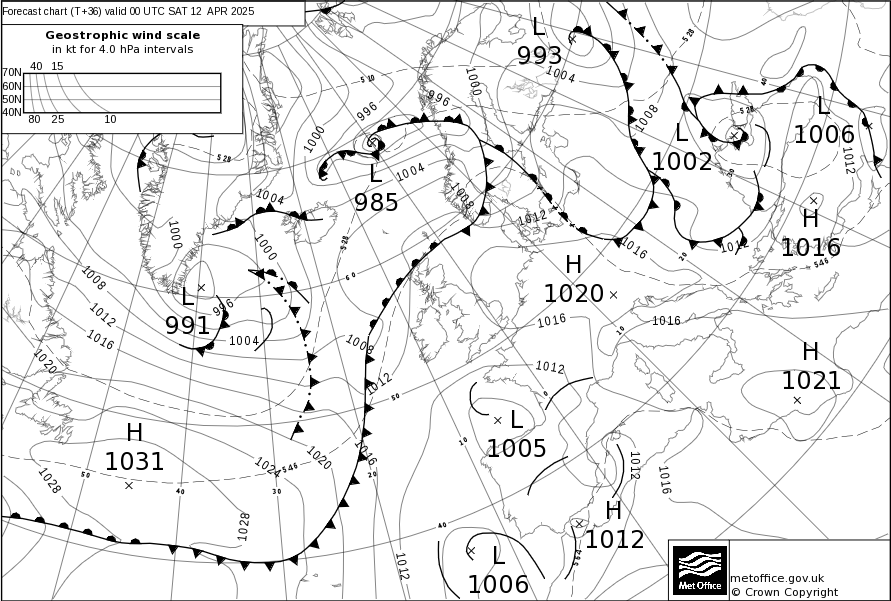 Forecast chart (T+36) valid 00 UTC SAT 12 APR 2025
Geostrophic wind scale
in kt for 4.0 hPa intervals
40 15
70N
60N
50N
40N
80 25 10
L
993
1004
1000
528
40
510
996
996
1000
1008
528
L
1006
L
1002
1012
528
L
985
1004
1008
1004
1012
1016
20
1012
H
1016
546
1000
1000
528
60
H
1020
1008
L
991
996
1012
1004
1016
1016
1016
10
1008
1020
1012
1012
H
1021
50
0
L
1005
10
H
1031
1016
1020
1024
546
20
1012
1016
1028
50
40
30
H
1012
40
1028
564
1012
L
1006
Met Office
metoffice.gov.uk
© Crown Copyright